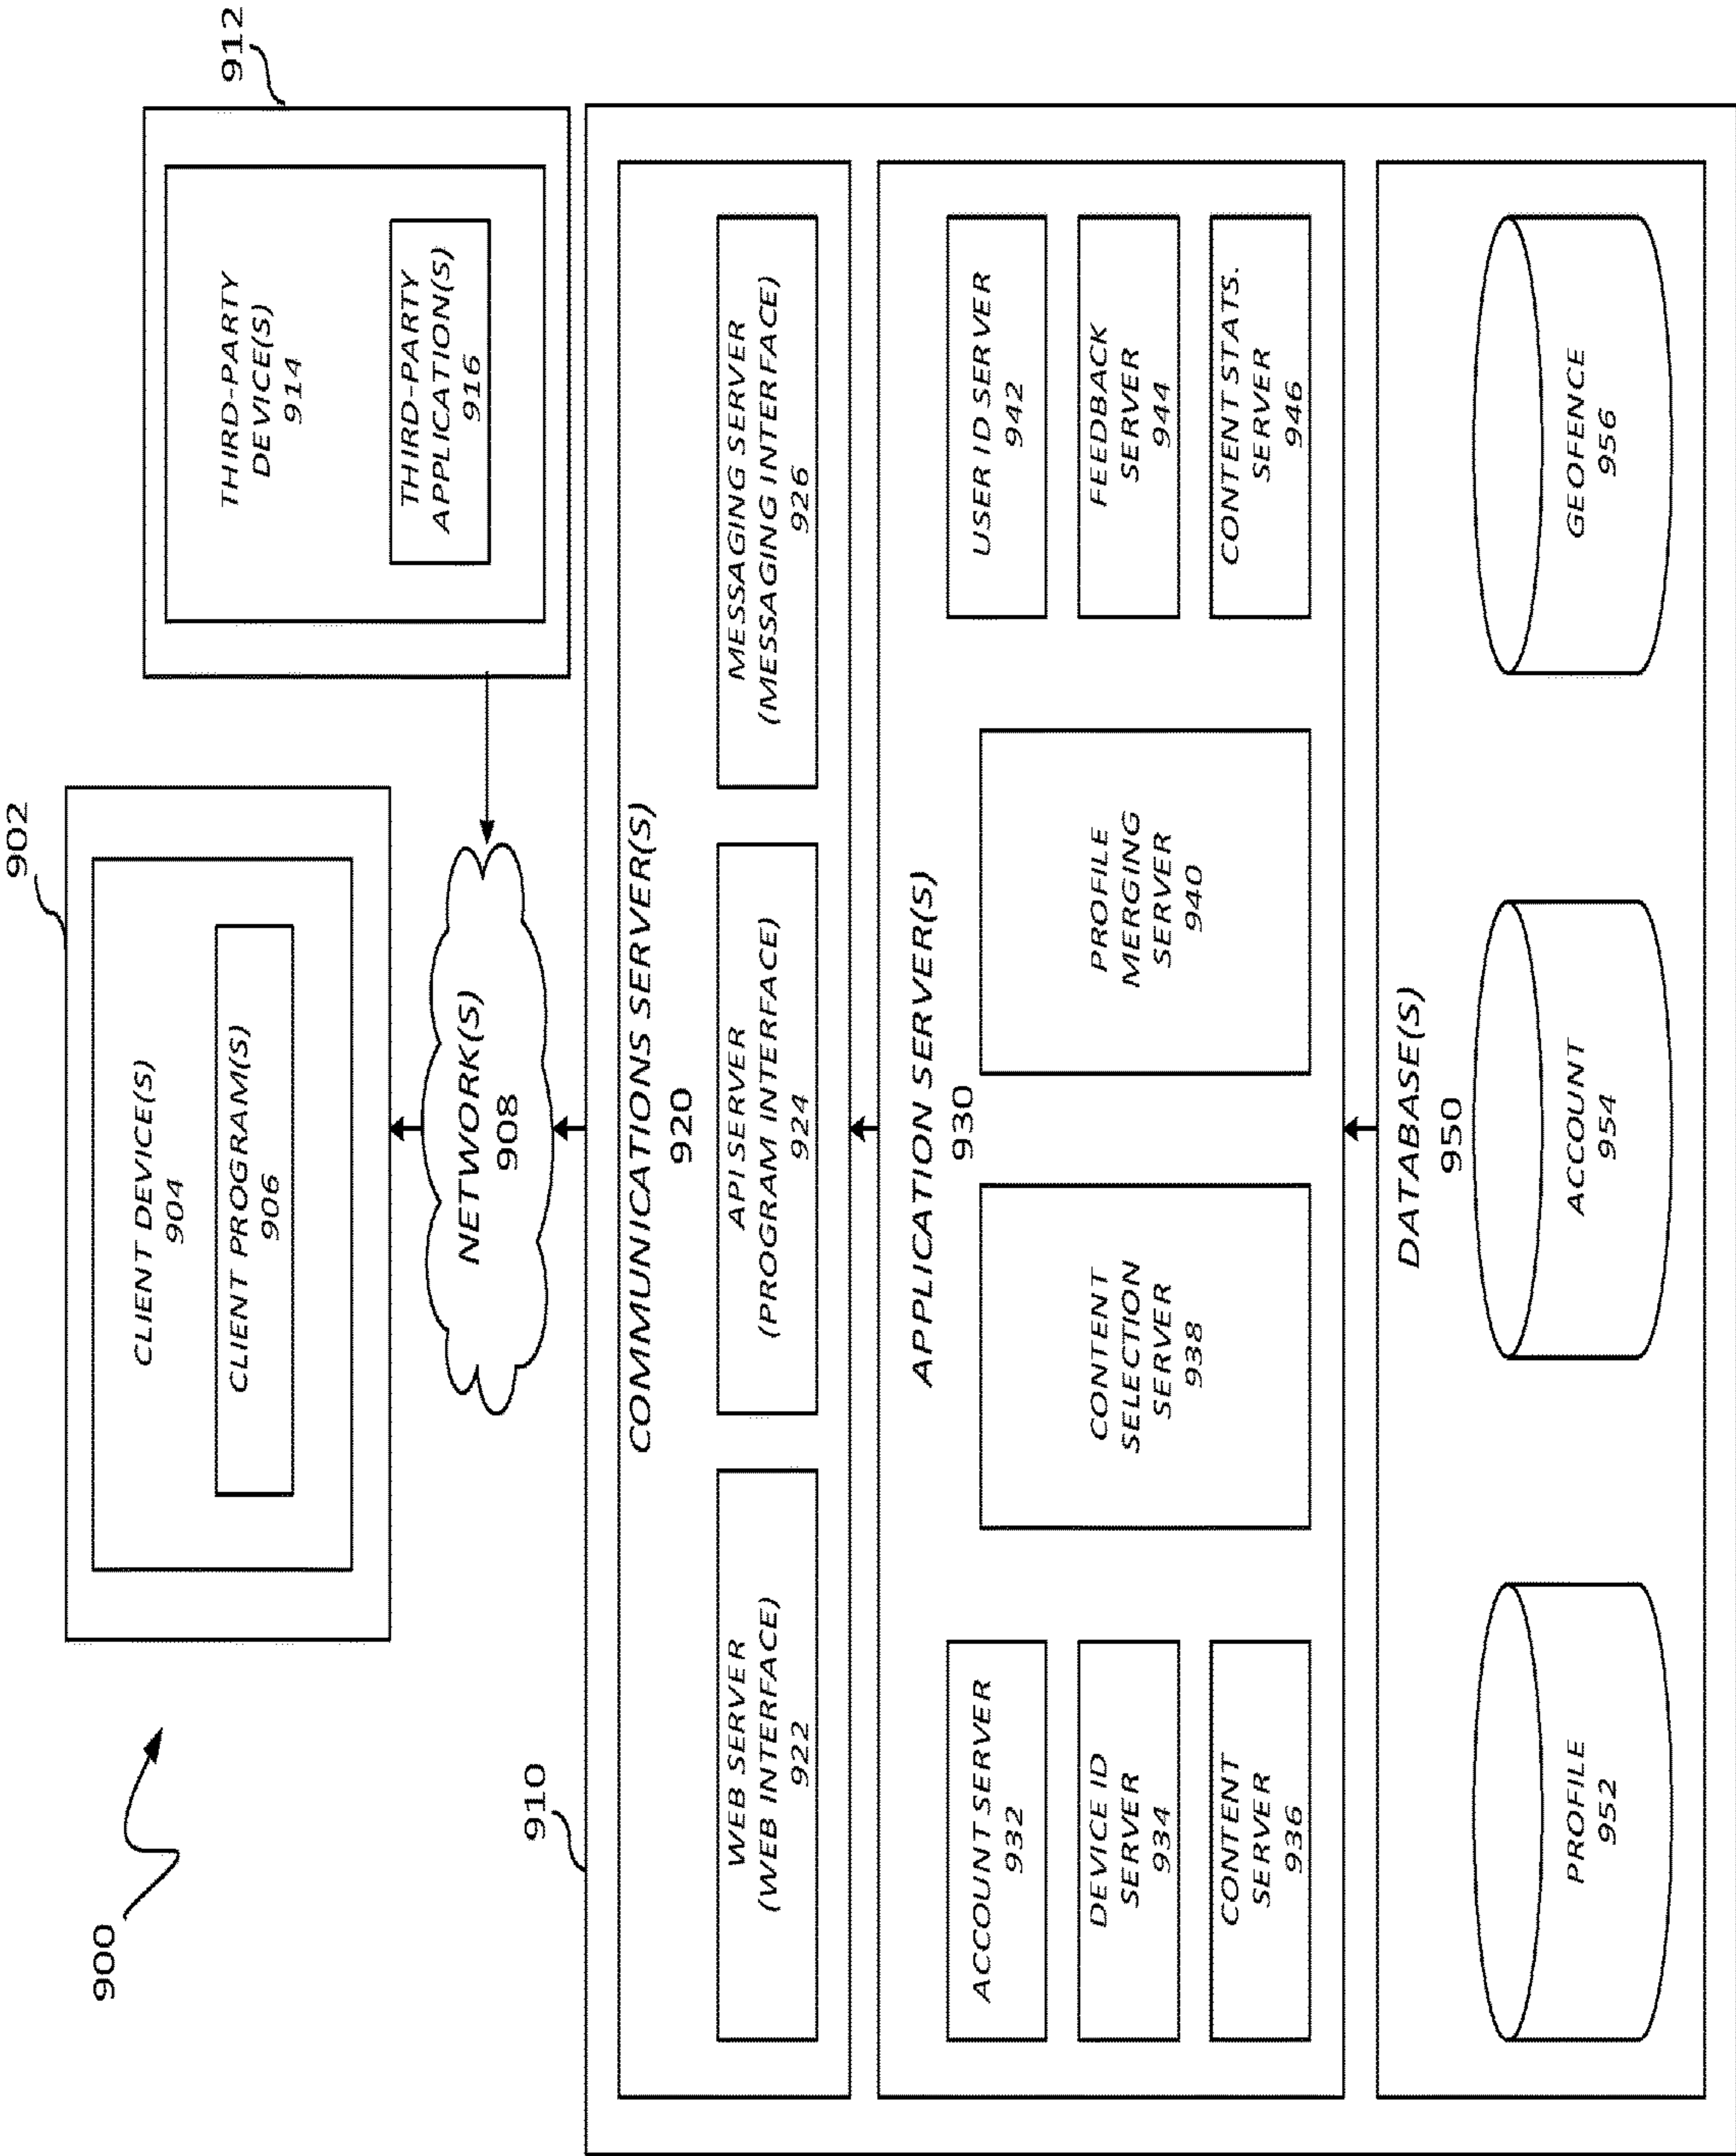 900
902
CLIENT DEVICE(S)
904
CLIENT PROGRAM(S)
906
912
THIRD-PARTY
DEVICE(S)
914
THIRD-PARTY
APPLICATION(S)
916
NETWORK(S)
908
910
COMMUNICATIONS SERVER(S)
920
WEB SERVER
(WEB INTERFACE)
922
API SERVER
(PROGRAM INTERFACE)
924
MESSAGING SERVER
(MESSAGING INTERFACE)
926
APPLICATION SERVER(S)
930
ACCOUNT SERVER
932
DEVICE ID
SERVER
934
CONTENT
SERVER
936
CONTENT
SELECTION
SERVER
938
PROFILE
MERGING
SERVER
940
USER ID SERVER
942
FEEDBACK
SERVER
944
CONTENT STATS.
SERVER
946
DATABASE(S)
950
PROFILE
952
ACCOUNT
954
GEOFENCE
956